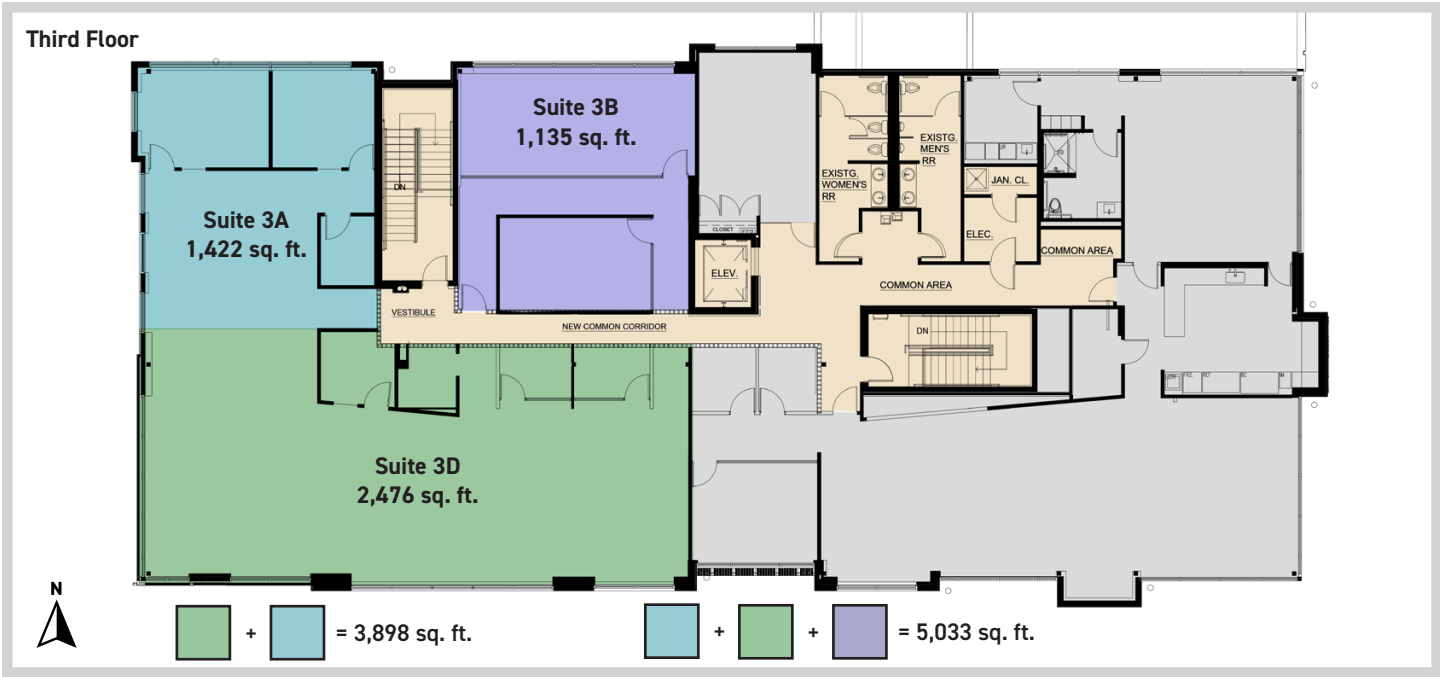 Third Floor
Suite 3B
1,135 sq. ft.
EXISTG.
MEN'S
RR
EXISTG.
WOMEN'S
RR
JAN. CL.
DN
Suite 3A
1,422 sq. ft.
CLOSET
ELEC.
COMMON AREA
ELEV.
COMMON AREA
VESTIBULE
NEW COMMON CORRIDOR
DN
REF
Suite 3D
2,476 sq. ft.
N
+ = 3,898 sq. ft.
+ + = 5,033 sq. ft.